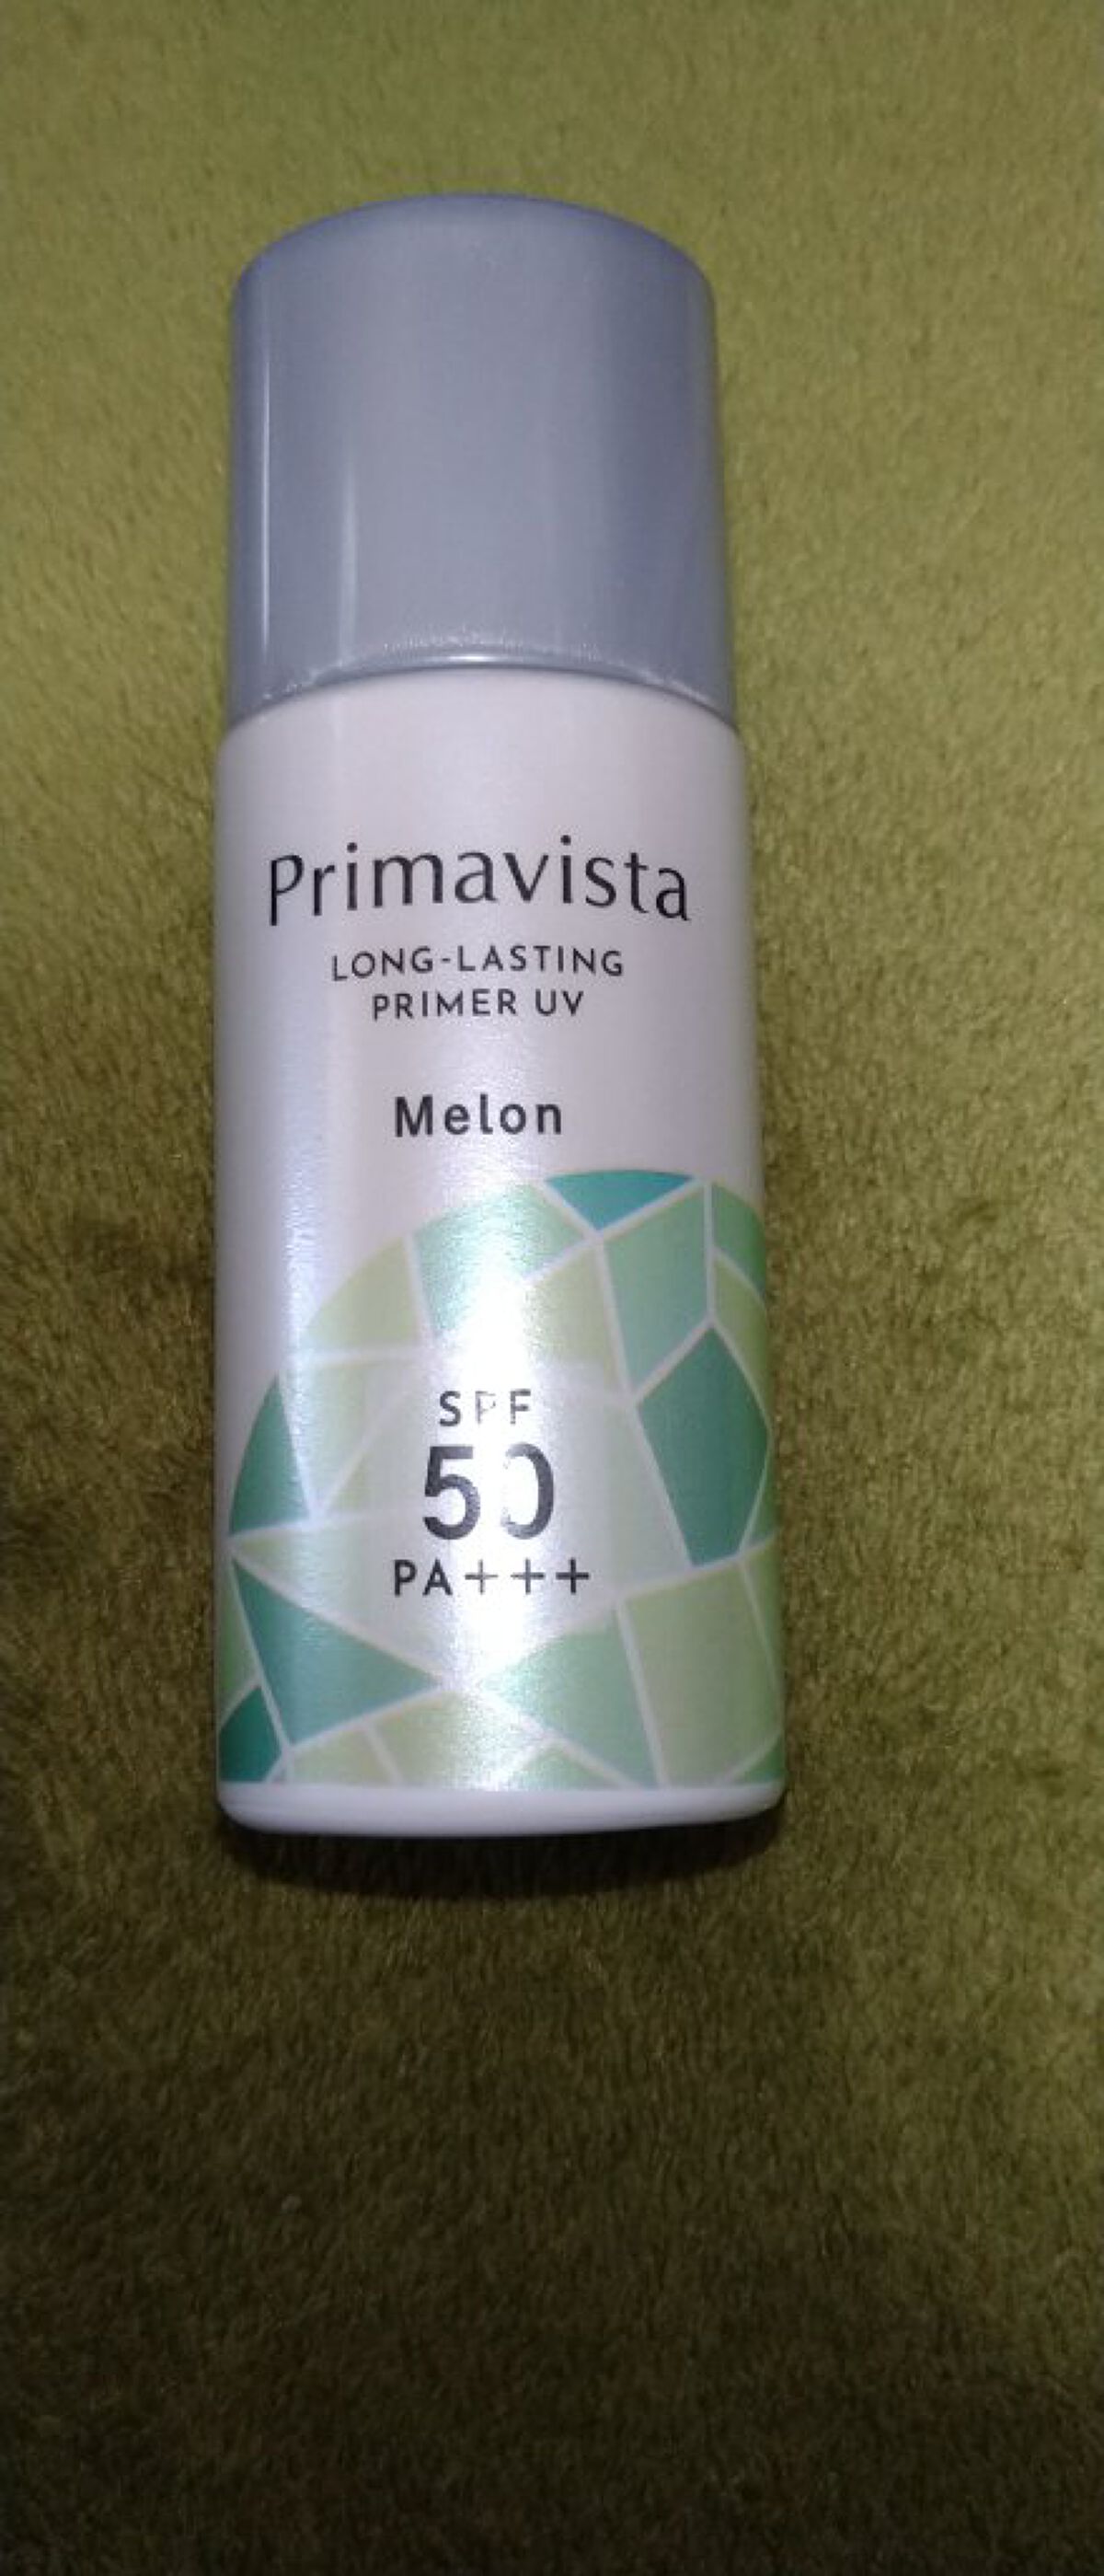 Primavista
LONG-LASTING
PRIMER UV
Melon
SPF
50
PA+++